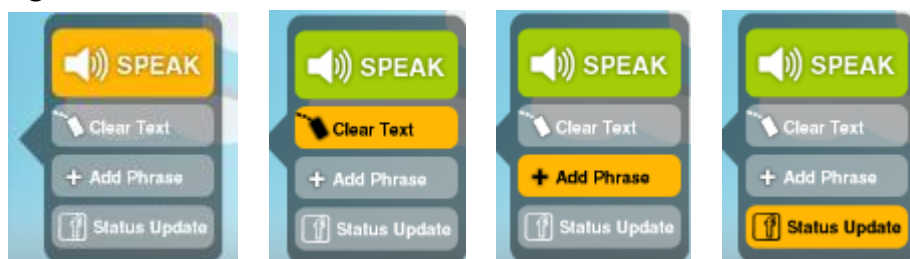 SPEAK
Clear Text
+ Add Phrase
Status Update
SPEAK
Clear Text
+ Add Phrase
Status Update
SPEAK
Clear Text
+ Add Phrase
Status Update
SPEAK
Clear Text
+ Add Phrase
Status Update